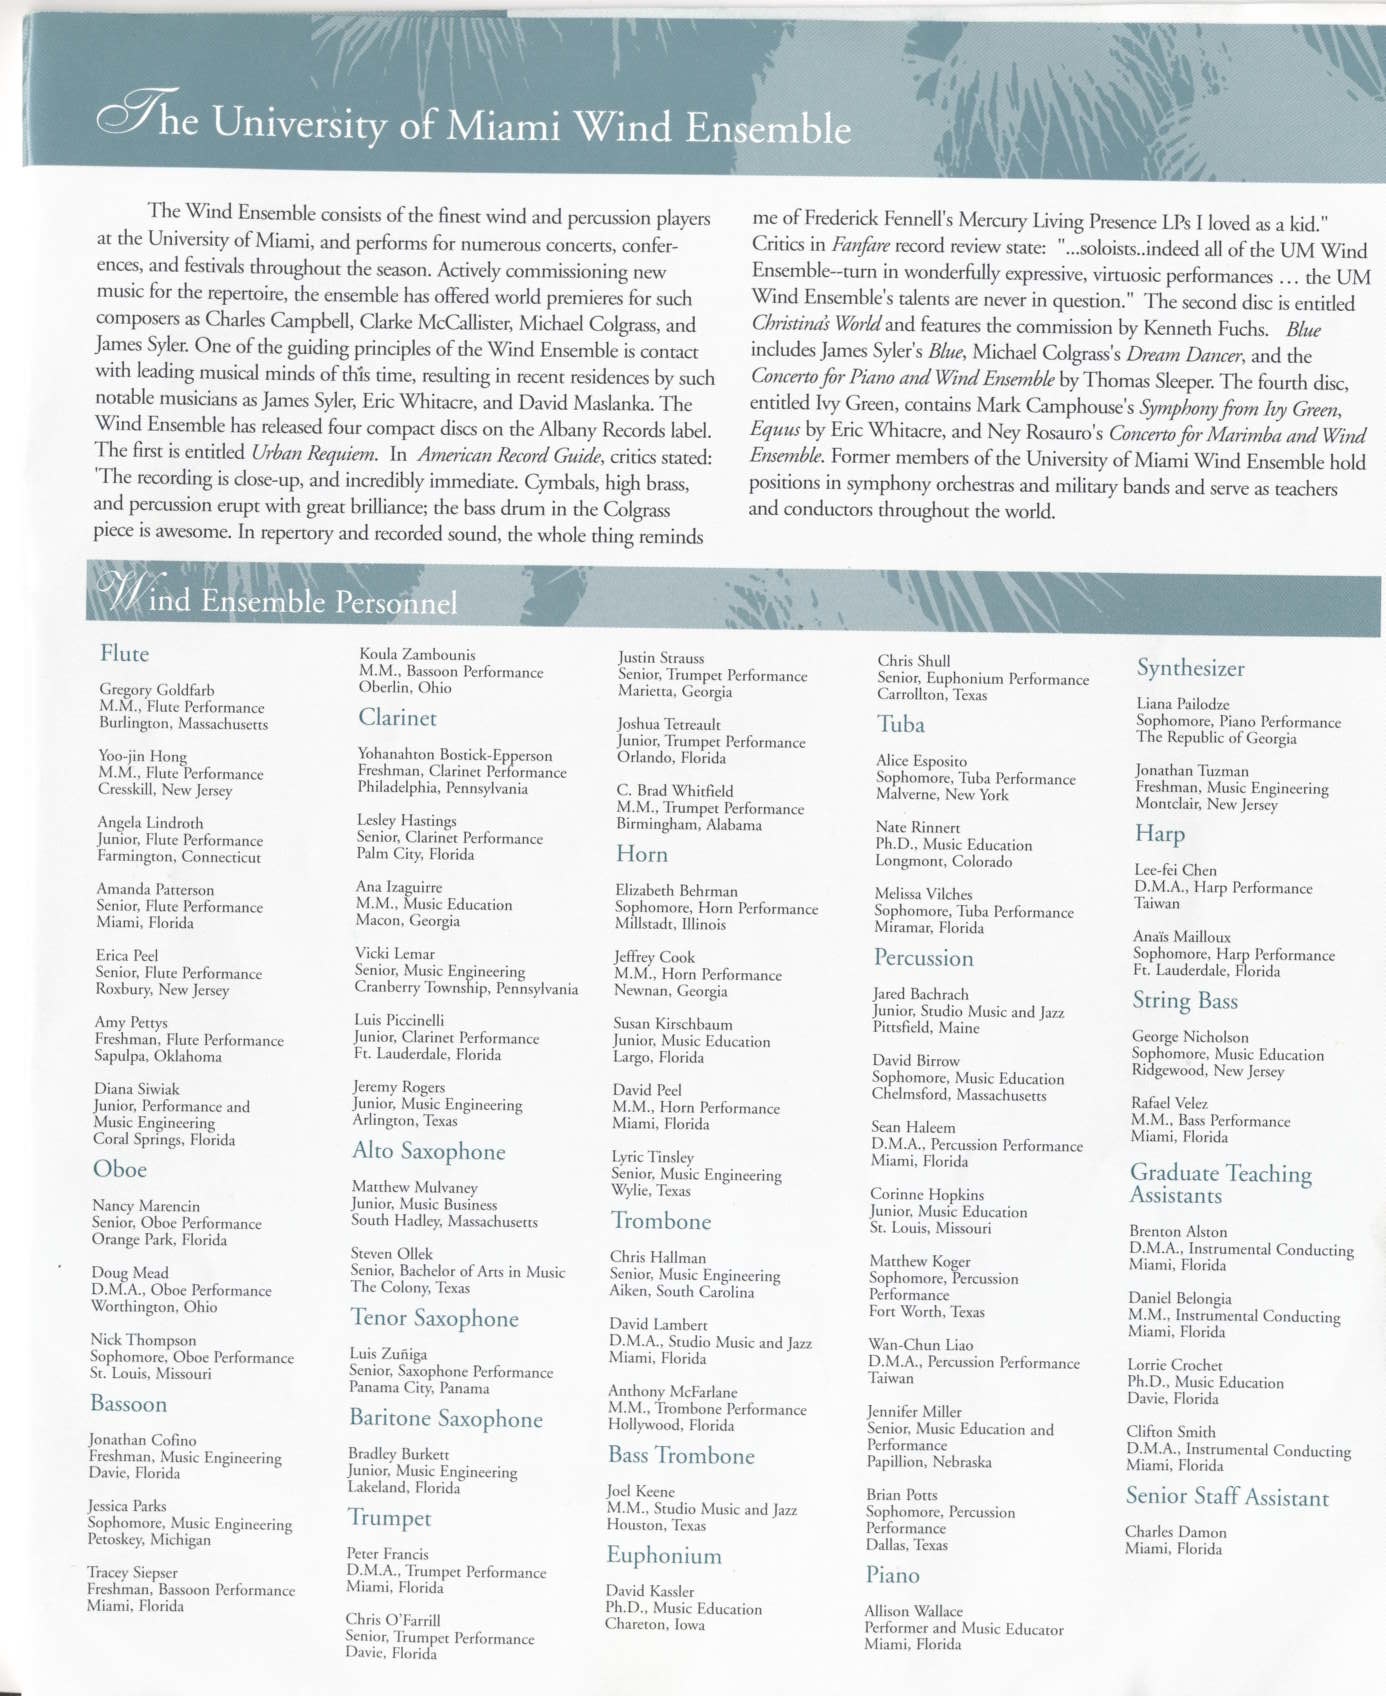 The University of Miami Wind Ensemble
The Wind Ensemble consists of the finest wind and percussion players
at the University of Miami, and performs for numerous concerts, confer-
ences, and festivals throughout the season. Actively commissioning new
music for the repertoire, the ensemble has offered world premieres for such
composers as Charles Campbell, Clarke McCallister, Michael Colgrass, and
James Syler. One of the guiding principles of the Wind Ensemble is contact
with leading musical minds of this time, resulting in recent residences by such
notable musicians as James Syler, Eric Whitacre, and David Maslanka. The
Wind Ensemble has released four compact discs on the Albany Records label.
The first is entitled Urban Requiem. In American Record Guide, critics stated:
'The recording is close-up, and incredibly immediate. Cymbals, high brass,
and percussion erupt with great brilliance; the bass drum in the Colgrass
piece is awesome. In repertory and recorded sound, the whole thing reminds
me of Frederick Fennell's Mercury Living Presence LPs I loved as a kid."
Critics in Fanfare record review state: "...soloists..indeed all of the UM Wind
Ensemble--turn in wonderfully expressive, virtuosic performances ... the UM
Wind Ensemble's talents are never in question." The second disc is entitled
Christina's World and features the commission by Kenneth Fuchs. Blue
includes James Syler's Blue, Michael Colgrass's Dream Dancer, and the
Concerto for Piano and Wind Ensemble by Thomas Sleeper. The fourth disc,
entitled Ivy Green, contains Mark Camphouse's Symphony from Ivy Green,
Equus by Eric Whitacre, and Ney Rosauro's Concerto for Marimba and Wind
Ensemble. Former members of the University of Miami Wind Ensemble hold
positions in symphony orchestras and military bands and serve as teachers
and conductors throughout the world.
Wind Ensemble Personnel
Flute
Gregory Goldfarb
M.M., Flute Performance
Burlington, Massachusetts
Yoo-jin Hong
M.M., Flute Performance
Cresskill, New Jersey
Angela Lindroth
Junior, Flute Performance
Farmington, Connecticut
Amanda Patterson
Senior, Flute Performance
Miami, Florida
Erica Peel
Senior, Flute Performance
Roxbury, New Jersey
Amy Pettys
Freshman, Flute Performance
Sapulpa, Oklahoma
Diana Siwiak
Junior, Performance and
Music Engineering
Coral Springs, Florida
Oboe
Nancy Marencin
Senior, Oboe Performance
Orange Park, Florida
Doug Mead
D.M.A., Oboe Performance
Worthington, Ohio
Nick Thompson
Sophomore, Oboe Performance
St. Louis, Missouri
Bassoon
Jonathan Cofino
Freshman, Music Engineering
Davie, Florida
Jessica Parks
Sophomore, Music Engineering
Petoskey, Michigan
Tracey Siepser
Freshman, Bassoon Performance
Miami, Florida
Koula Zambounis
M.M., Bassoon Performance
Oberlin, Ohio
Clarinet
Yohanahton Bostick-Epperson
Freshman, Clarinet Performance
Philadelphia, Pennsylvania
Lesley Hastings
Senior, Clarinet Performance
Palm City, Florida
Ana Izaguirre
M.M., Music Education
Macon, Georgia
Vicki Lemar
Senior, Music Engineering
Cranberry Township, Pennsylvania
Luis Piccinelli
Junior, Clarinet Performance
Ft. Lauderdale, Florida
Jeremy Rogers
Junior, Music Engineering
Arlington, Texas
Alto Saxophone
Matthew Mulvaney
Junior, Music Business
South Hadley, Massachusetts
Steven Ollek
Senior, Bachelor of Arts in Music
The Colony, Texas
Tenor Saxophone
Luis Zuñiga
Senior, Saxophone Performance
Panama City, Panama
Baritone Saxophone
Bradley Burkett
Junior, Music Engineering
Lakeland, Florida
Trumpet
Peter Francis
D.M.A., Trumpet Performance
Miami, Florida
Chris O'Farrill
Senior, Trumpet Performance
Davie, Florida
Justin Strauss
Senior, Trumpet Performance
Marietta, Georgia
Joshua Tetreault
Junior, Trumpet Performance
Orlando, Florida
C. Brad Whitfield
M.M., Trumpet Performance
Birmingham, Alabama
Horn
Elizabeth Behrman
Sophomore, Horn Performance
Millstadt, Illinois
Jeffrey Cook
M.M., Horn Performance
Newnan, Georgia
Susan Kirschbaum
Junior, Music Education
Largo, Florida
David Peel
M.M., Horn Performance
Miami, Florida
Lyric Tinsley
Senior, Music Engineering
Wylie, Texas
Trombone
Chris Hallman
Senior, Music Engineering
Aiken, South Carolina
David Lambert
D.M.A., Studio Music and Jazz
Miami, Florida
Anthony McFarlane
M.M., Trombone Performance
Hollywood, Florida
Bass Trombone
Joel Keene
M.M., Studio Music and Jazz
Houston, Texas
Euphonium
David Kassler
Ph.D., Music Education
Chareton, Iowa
Chris Shull
Senior, Euphonium Performance
Carrollton, Texas
Tuba
Alice Esposito
Sophomore, Tuba Performance
Malverne, New York
Nate Rinnert
Ph.D., Music Education
Longmont, Colorado
Melissa Vilches
Sophomore, Tuba Performance
Miramar, Florida
Percussion
Jared Bachrach
Junior, Studio Music and Jazz
Pittsfield, Maine
David Birrow
Sophomore, Music Education
Chelmsford, Massachusetts
Sean Haleem
D.M.A., Percussion Performance
Miami, Florida
Corinne Hopkins
Junior, Music Education
St. Louis, Missouri
Matthew Koger
Sophomore, Percussion
Performance
Fort Worth, Texas
Wan-Chun Liao
D.M.A., Percussion Performance
Taiwan
Jennifer Miller
Senior, Music Education and
Performance
Papillion, Nebraska
Brian Potts
Sophomore, Percussion
Performance
Dallas, Texas
Piano
Allison Wallace
Performer and Music Educator
Miami, Florida
Synthesizer
Liana Pailodze
Sophomore, Piano Performance
The Republic of Georgia
Jonathan Tuzman
Freshman, Music Engineering
Montclair, New Jersey
Harp
Lee-fei Chen
D.M.A., Harp Performance
Taiwan
Anaïs Mailloux
Sophomore, Harp Performance
Ft. Lauderdale, Florida
String Bass
George Nicholson
Sophomore, Music Education
Ridgewood, New Jersey
Rafael Velez
M.M., Bass Performance
Miami, Florida
Graduate Teaching
Assistants
Brenton Alston
D.M.A., Instrumental Conducting
Miami, Florida
Daniel Belongia
M.M., Instrumental Conducting
Miami, Florida
Lorrie Crochet
Ph.D., Music Education
Davie, Florida
Clifton Smith
D.M.A., Instrumental Conducting
Miami, Florida
Senior Staff Assistant
Charles Damon
Miami, Florida